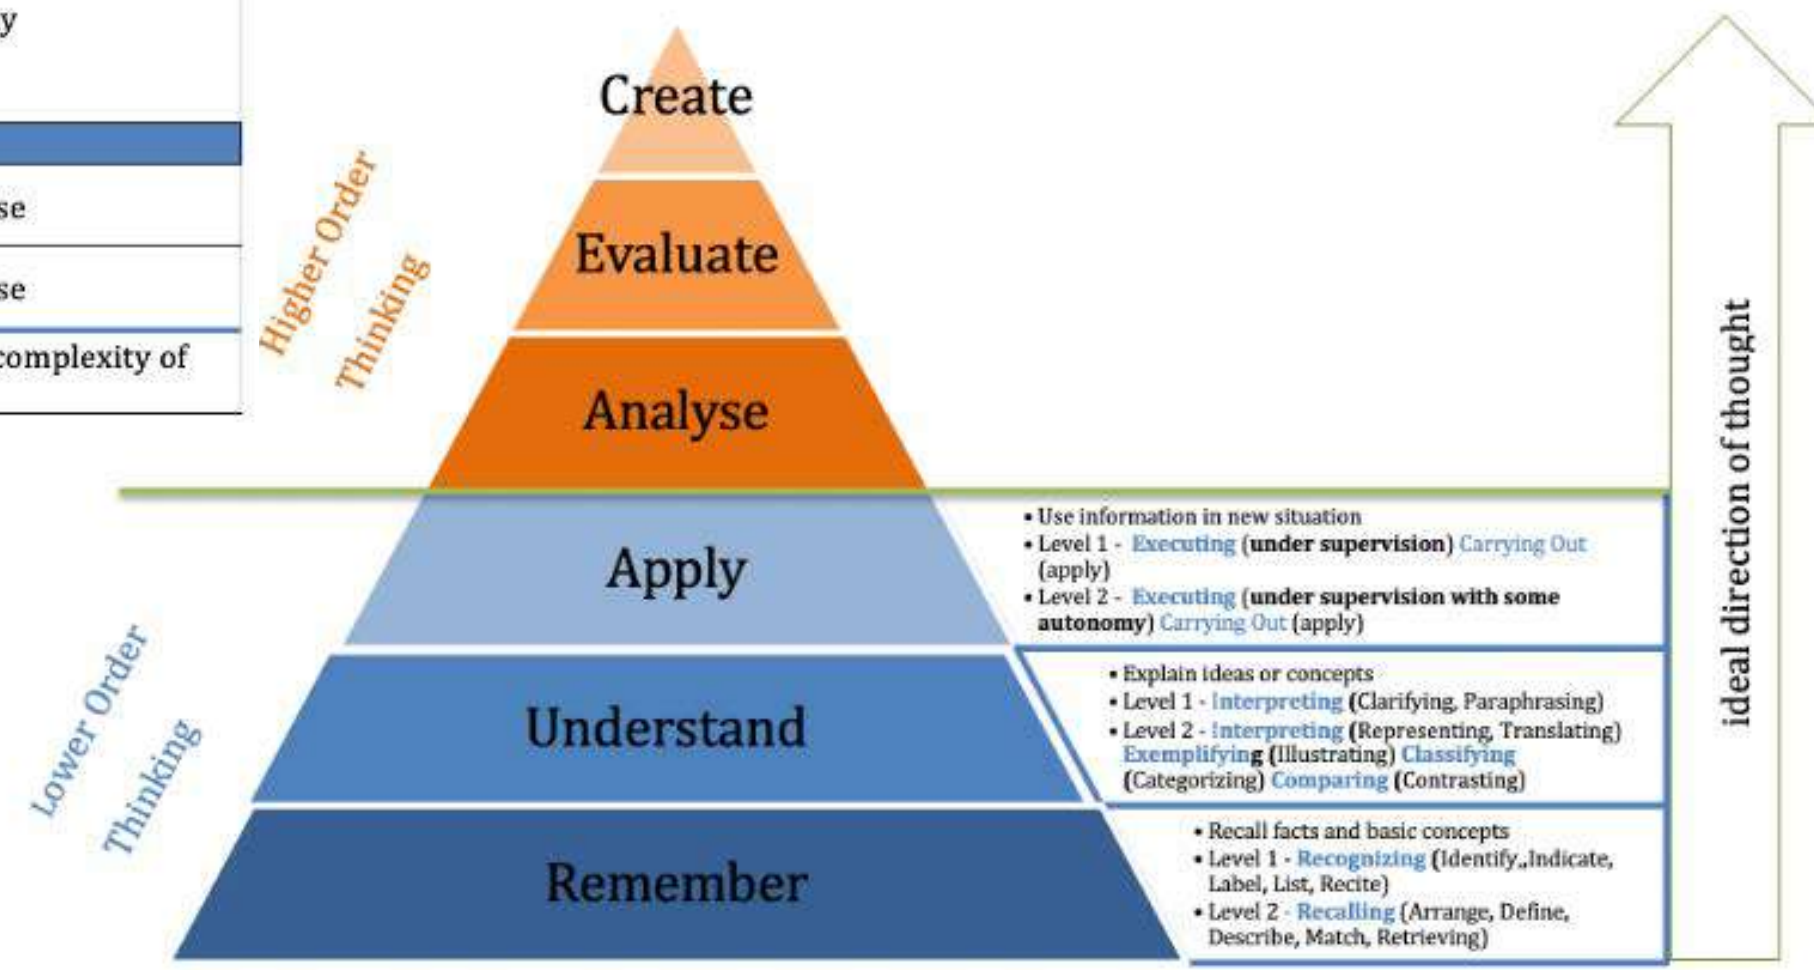 y
se
se
complexity of
Higher Order
Thinking
Create
Evaluate
Analyse
Lower Order
Thinking
Apply
• Use information in new situation
• Level 1 - Executing (under supervision) Carrying Out
(apply)
• Level 2 - Executing (under supervision with some
autonomy) Carrying Out (apply)
Understand
• Explain ideas or concepts
• Level 1 - Interpreting (Clarifying, Paraphrasing)
• Level 2 - Interpreting (Representing, Translating)
Exemplifying (Illustrating) Classifying
(Categorizing) Comparing (Contrasting)
Remember
• Recall facts and basic concepts
• Level 1 - Recognizing (Identify,,Indicate,
Label, List, Recite)
• Level 2 - Recalling (Arrange, Define,
Describe, Match, Retrieving)
ideal direction of thought